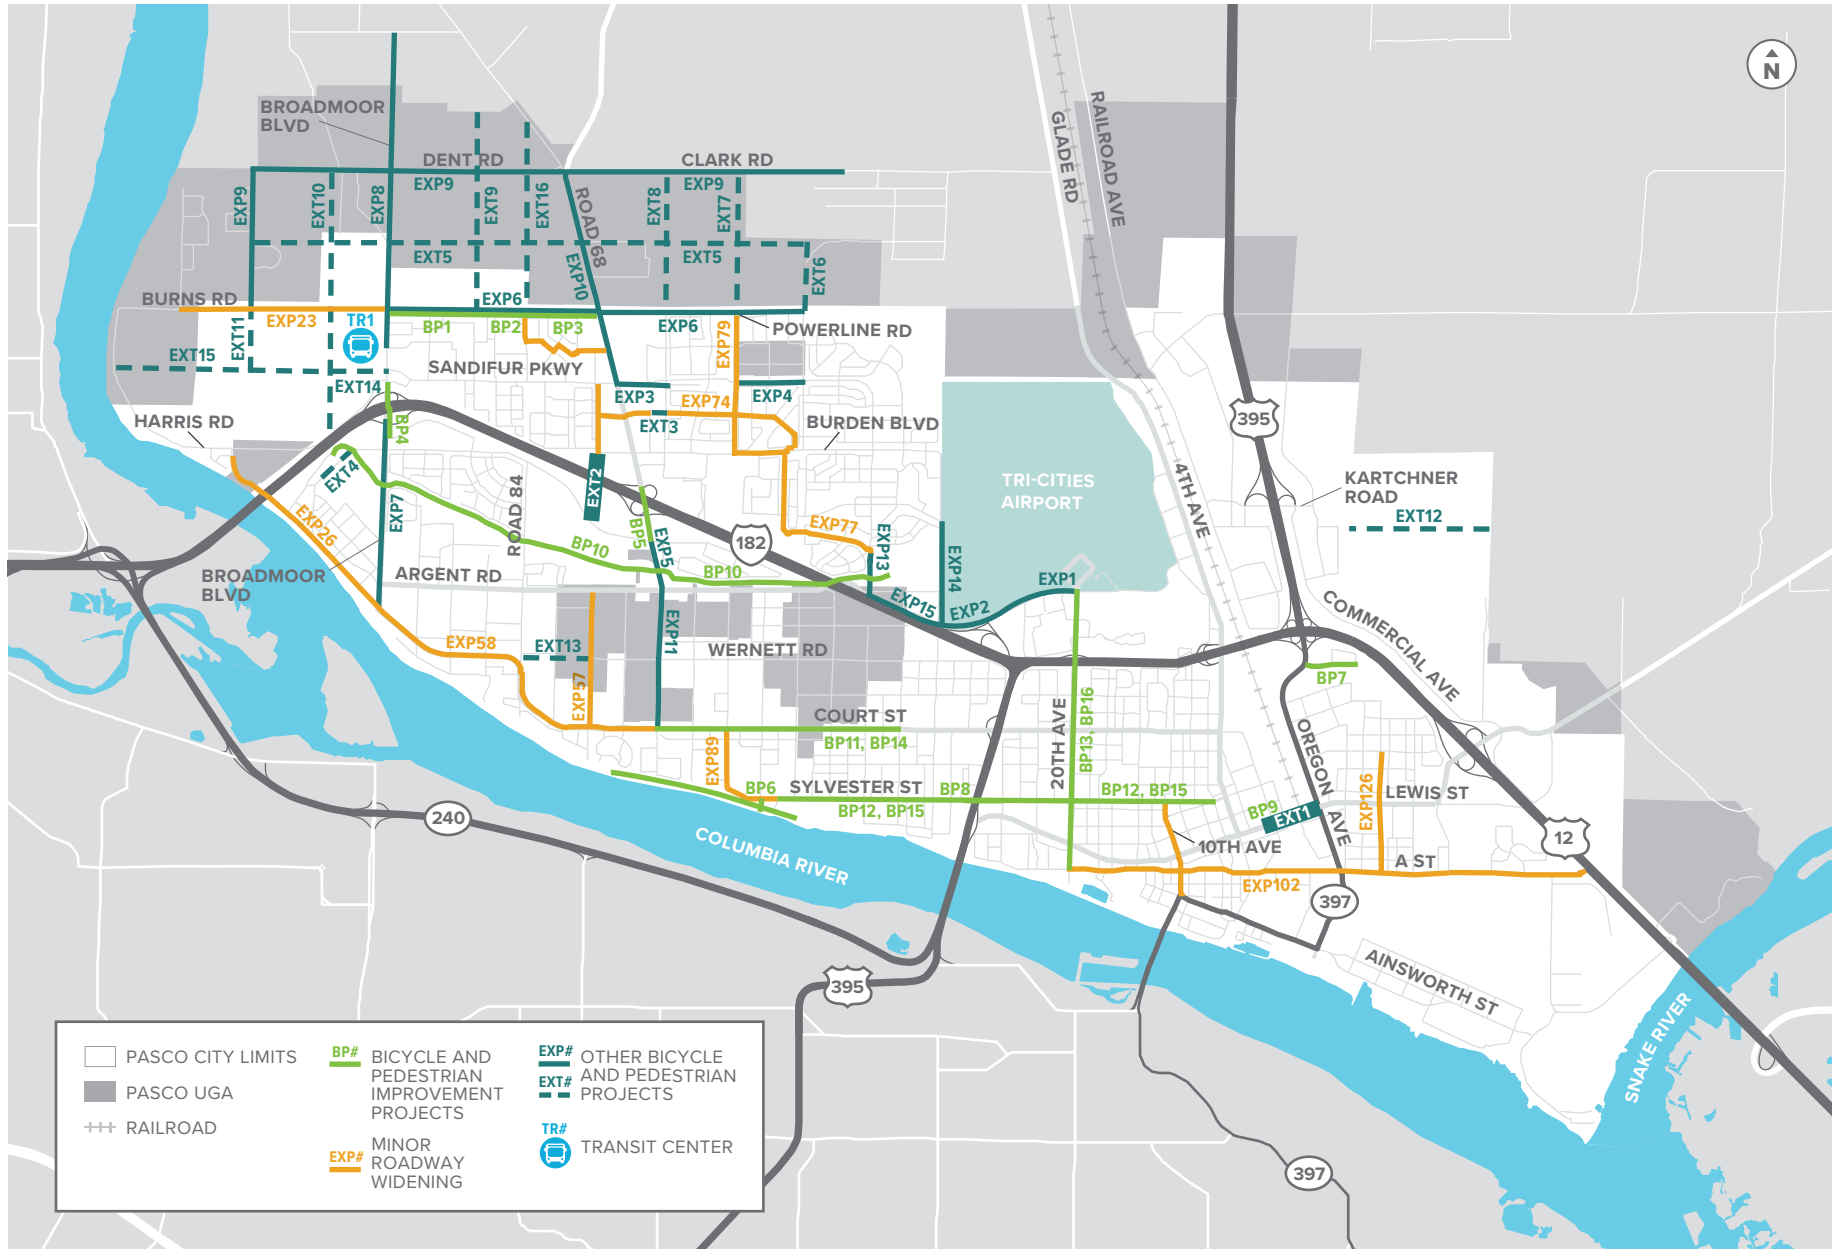 N
BROADMOOR
BLVD
DENT RD
CLARK RD
GLADE RD
RAILROAD AVE
EXP9
EXT10
EXP8
EXP9
EXT9
EXT16
ROAD 68
EXT8
EXP9
EXT7
EXT5
EXP10
EXT5
EXT6
BURNS RD
EXP6
EXP23
TR1
BP1
BP2
BP3
EXP6
EXP79
POWERLINE RD
EXT11
EXT15
SANDIFUR PKWY
EXT14
EXP3
EXP74
EXP4
HARRIS RD
BP4
EXT3
BURDEN BLVD
395
EXT4
EXT2
ROAD 84
TRI-CITIES
AIRPORT
4TH AVE
KARTCHNER
ROAD
EXT12
EXP26
EXP7
BP10
BP5
EXP5
182
EXP77
EXP13
EXP14
BROADMOOR
BLVD
ARGENT RD
BP10
EXP15
EXP2
EXP1
COMMERCIAL AVE
EXP58
EXT13
EXP11
WERNETT RD
BP7
EXP57
COURT ST
BP11, BP14
20TH AVE
BP13, BP16
OREGON
AVE
EXP89
BP6
SYLVESTER ST
BP8
BP12, BP15
BP12, BP15
BP9
EXT1
EXP126
LEWIS ST
240
COLUMBIA RIVER
10TH AVE
A ST
12
EXP102
397
395
AINSWORTH ST
SNAKE RIVER
397
PASCO CITY LIMITS
PASCO UGA
RAILROAD
BP#
BICYCLE AND
PEDESTRIAN
IMPROVEMENT
PROJECTS
EXP#
MINOR
ROADWAY
WIDENING
EXP#
EXT#
OTHER BICYCLE
AND PEDESTRIAN
PROJECTS
TR#
TRANSIT CENTER